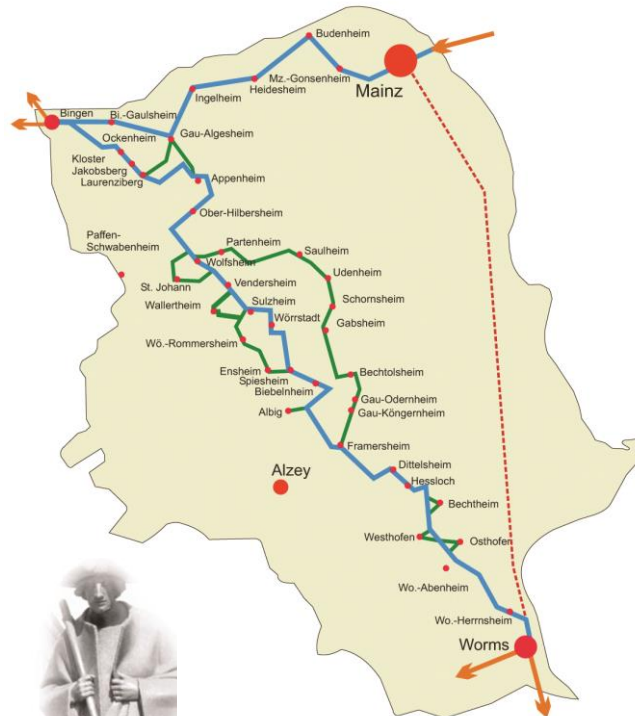 Budenheim
Mz.-Gonsenheim
Heidesheim
Mainz
Ingelheim
Bingen
Bi.-Gaulsheim
Ockenheim
Gau-Algesheim
Kloster
Jakobsberg
Laurenziberg
Appenheim
Ober-Hilbersheim
Paffen-
Schwabenheim
Partenheim
Saulheim
Wolfsheim
Udenheim
St. Johann
Vendersheim
Wallertheim
Sulzheim
Schornsheim
Wörrstadt
Gabsheim
Wö.-Rommersheim
Ensheim
Spiesheim
Bechtolsheim
Biebelnheim
Gau-Odernheim
Albig
Gau-Köngernheim
Framersheim
Alzey
Dittelsheim
Hessloch
Bechtheim
Westhofen
Osthofen
Wo.-Abenheim
Wo.-Herrnsheim
Worms